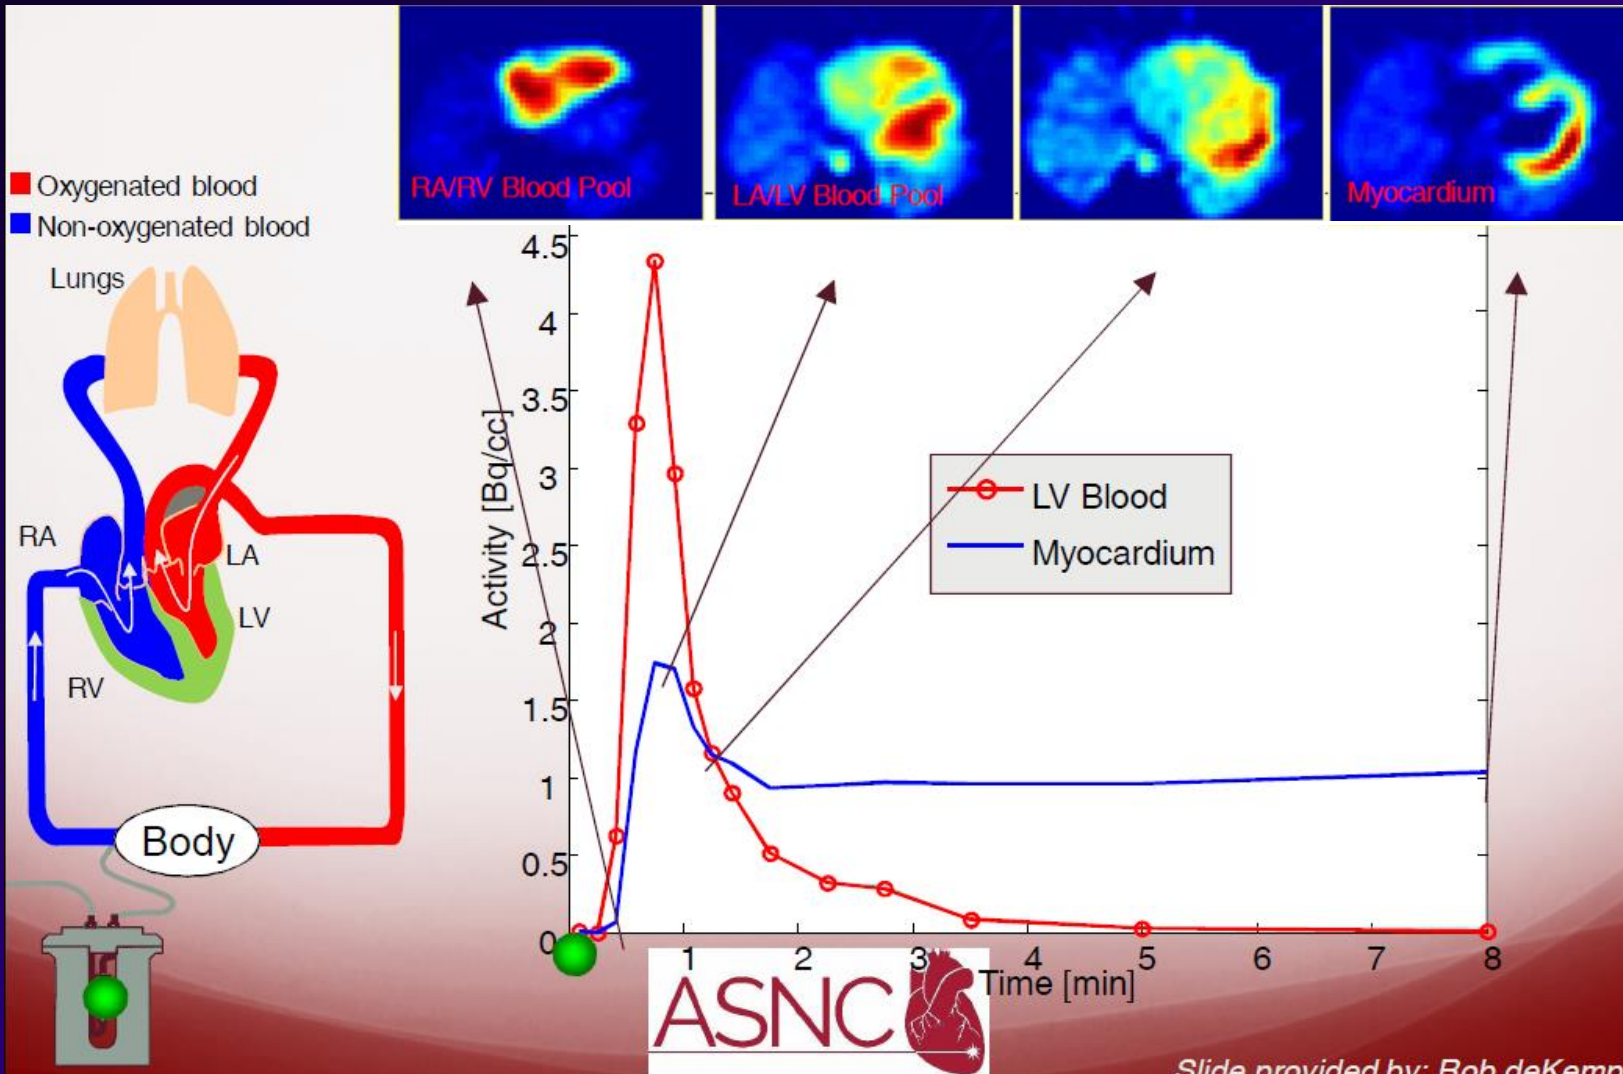 RA/RV Blood Pool
LA/LV Blood Pool
Myocardium
Oxygenated blood
Non-oxygenated blood
Lungs
RA
LA
LV
RV
Body
4.5
4
3.5
3
2.5
2
1.5
1
0.5
0
Activity [Bq/cc]
LV Blood
Myocardium
1
2
3
4
5
6
7
8
Time [min]
ASNC
Slide provided by: Rob deKemp